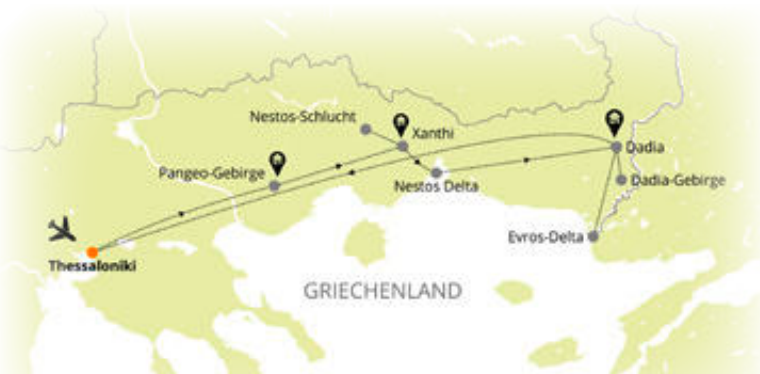 Nestos-Schlucht
Xanthi
Dadia
Pangeo-Gebirge
Nestos Delta
Dadia-Gebirge
Evros-Delta
Thessaloniki
GRIECHENLAND